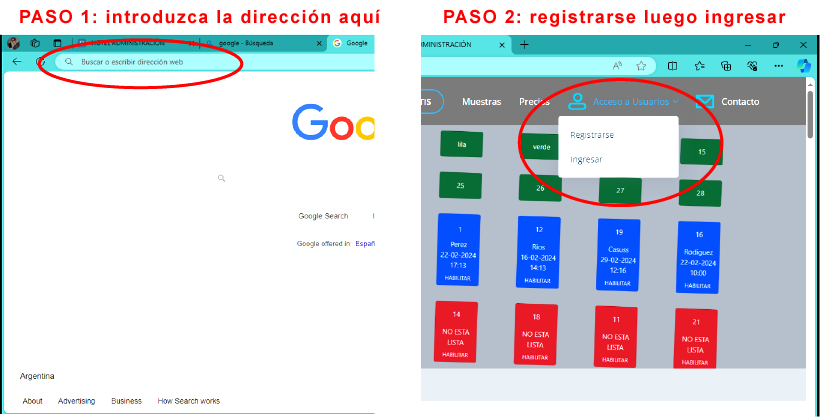 PASO 1: introduzca la dirección aquí
PASO 2: registrarse luego ingresar
google - Búsqueda
Google
Buscar o escribir dirección web
Goo
Google Search
Google offered in: Españ
Argentina
About Advertising Business How Search works
MINISTRACIÓN
Muestras Precios Acceso a Usuarios Contacto
Registrarse
Ingresar
lila
verde
15
25
26
27
28
1
Perez
22-02-2024
17:13
HABILITAR
12
Rios
16-02-2024
14:13
HABILITAR
19
Casuss
29-02-2024
12:16
HABILITAR
16
Rodiguez
22-02-2024
10:00
HABILITAR
14
NO ESTA
LISTA
HABILITAR
18
NO ESTA
LISTA
HABILITAR
11
NO ESTA
LISTA
HABILITAR
21
NO ESTA
LISTA
HABILITAR